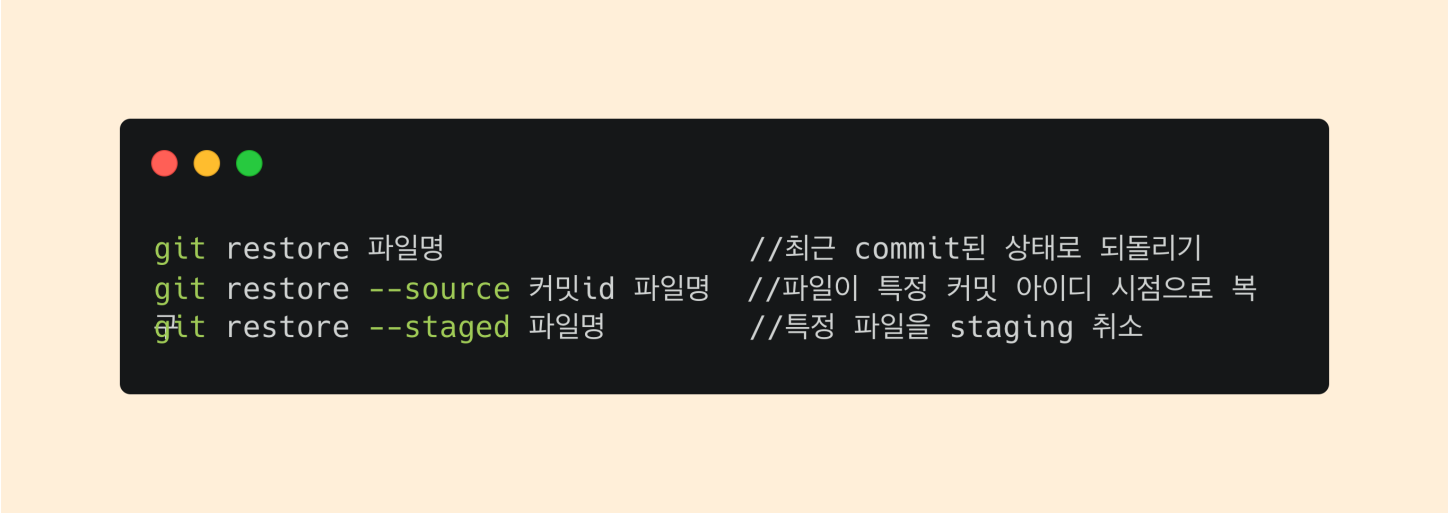 git restore 파일명 //최근 commit된 상태로 되돌리기
git restore --source 커밋id 파일명 //파일이 특정 커밋 아이디 시점으로 복
구
git restore --staged 파일명 //특정 파일을 staging 취소